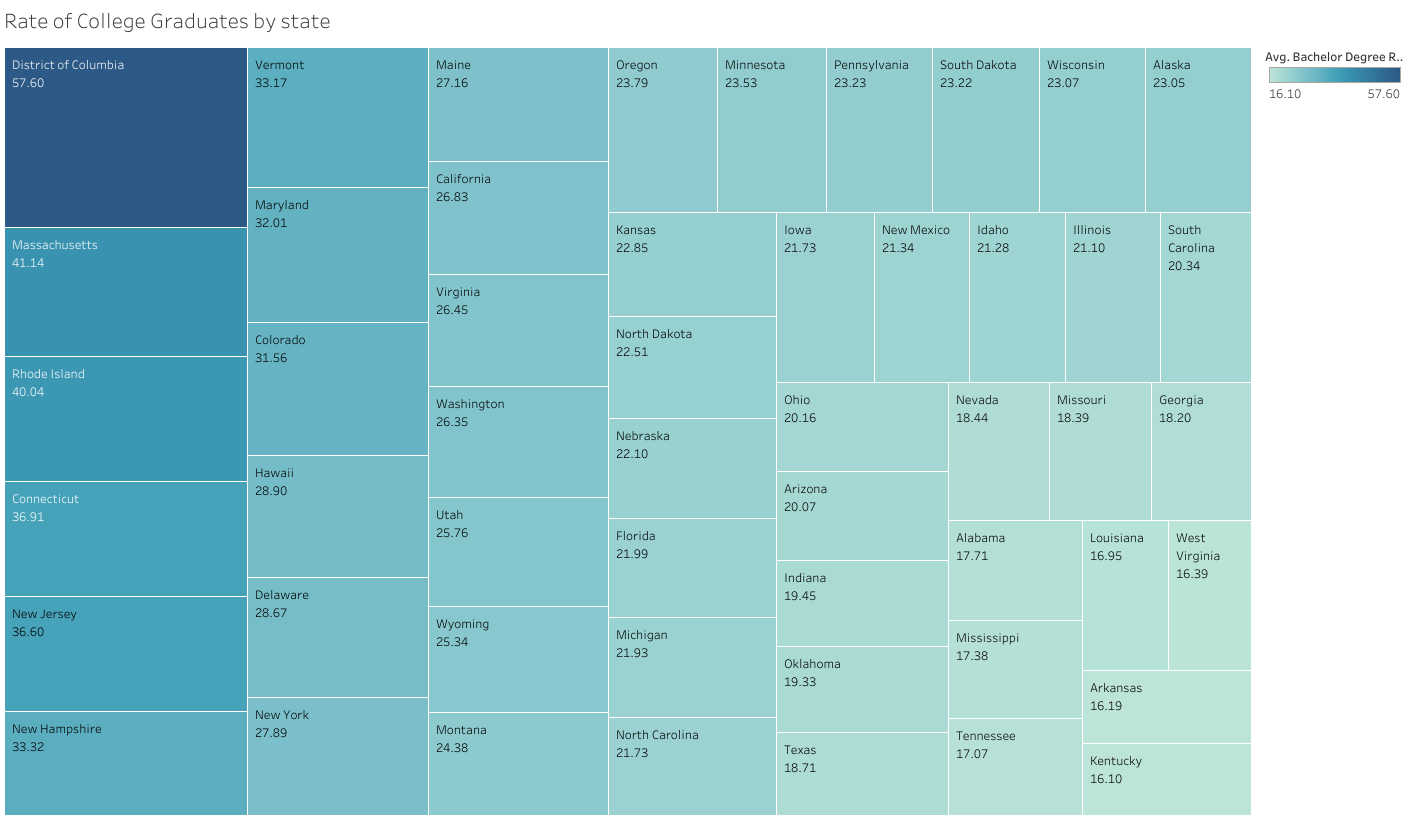 Rate of College Graduates by state
District of Columbia
57.60
Massachusetts
41.14
Rhode Island
40.04
Connecticut
36.91
New Jersey
36.60
New Hampshire
33.32
Vermont
33.17
Maryland
32.01
Colorado
31.56
Hawaii
28.90
Delaware
28.67
New York
27.89
Maine
27.16
California
26.83
Virginia
26.45
Washington
26.35
Utah
25.76
Wyoming
25.34
Montana
24.38
Oregon
23.79
Minnesota
23.53
Pennsylvania
23.23
South Dakota
23.22
Wisconsin
23.07
Alaska
23.05
Kansas
22.85
North Dakota
22.51
Nebraska
22.10
Florida
21.99
Michigan
21.93
North Carolina
21.73
Iowa
21.73
New Mexico
21.34
Idaho
21.28
Illinois
21.10
South
Carolina
20.34
Ohio
20.16
Arizona
20.07
Indiana
19.45
Oklahoma
19.33
Texas
18.71
Nevada
18.44
Missouri
18.39
Georgia
18.20
Alabama
17.71
Mississippi
17.38
Tennessee
17.07
Louisiana
16.95
West
Virginia
16.39
Arkansas
16.19
Kentucky
16.10
Avg. Bachelor Degree R..
16.10 57.60